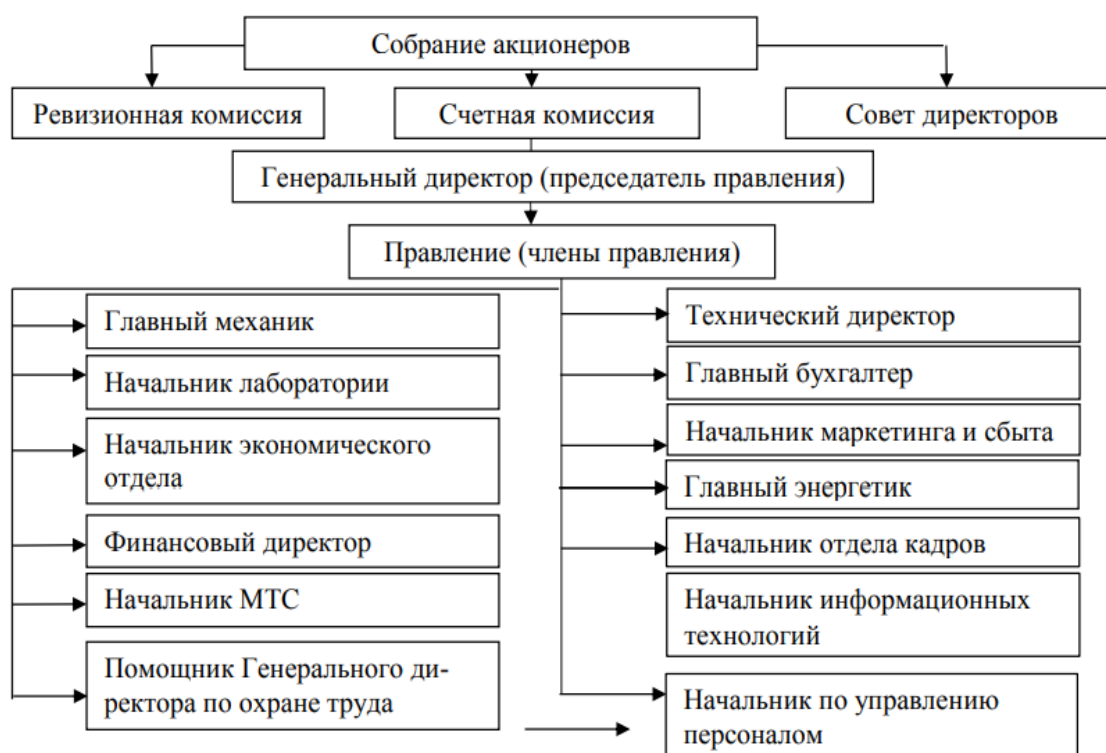 Собрание акционеров
Ревизионная комиссия
Счетная комиссия
Совет директоров
Генеральный директор (председатель правления)
Правление (члены правления)
Главный механик
Начальник лаборатории
Начальник экономического
отдела
Финансовый директор
Начальник МТС
Помощник Генерального ди-
ректора по охране труда
Технический директор
Главный бухгалтер
Начальник маркетинга и сбыта
Главный энергетик
Начальник отдела кадров
Начальник информационных
технологий
Начальник по управлению
персоналом